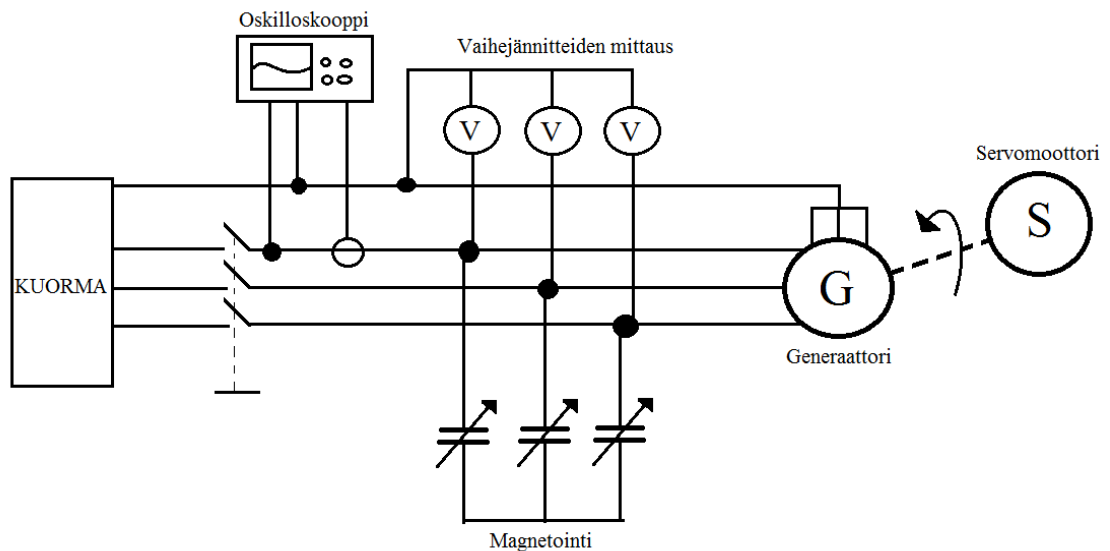 Oskilloskooppi
Vaihejännitteiden mittaus
V
V
V
Servomoottori
S
KUORMA
G
Generaattori
Magnetointi